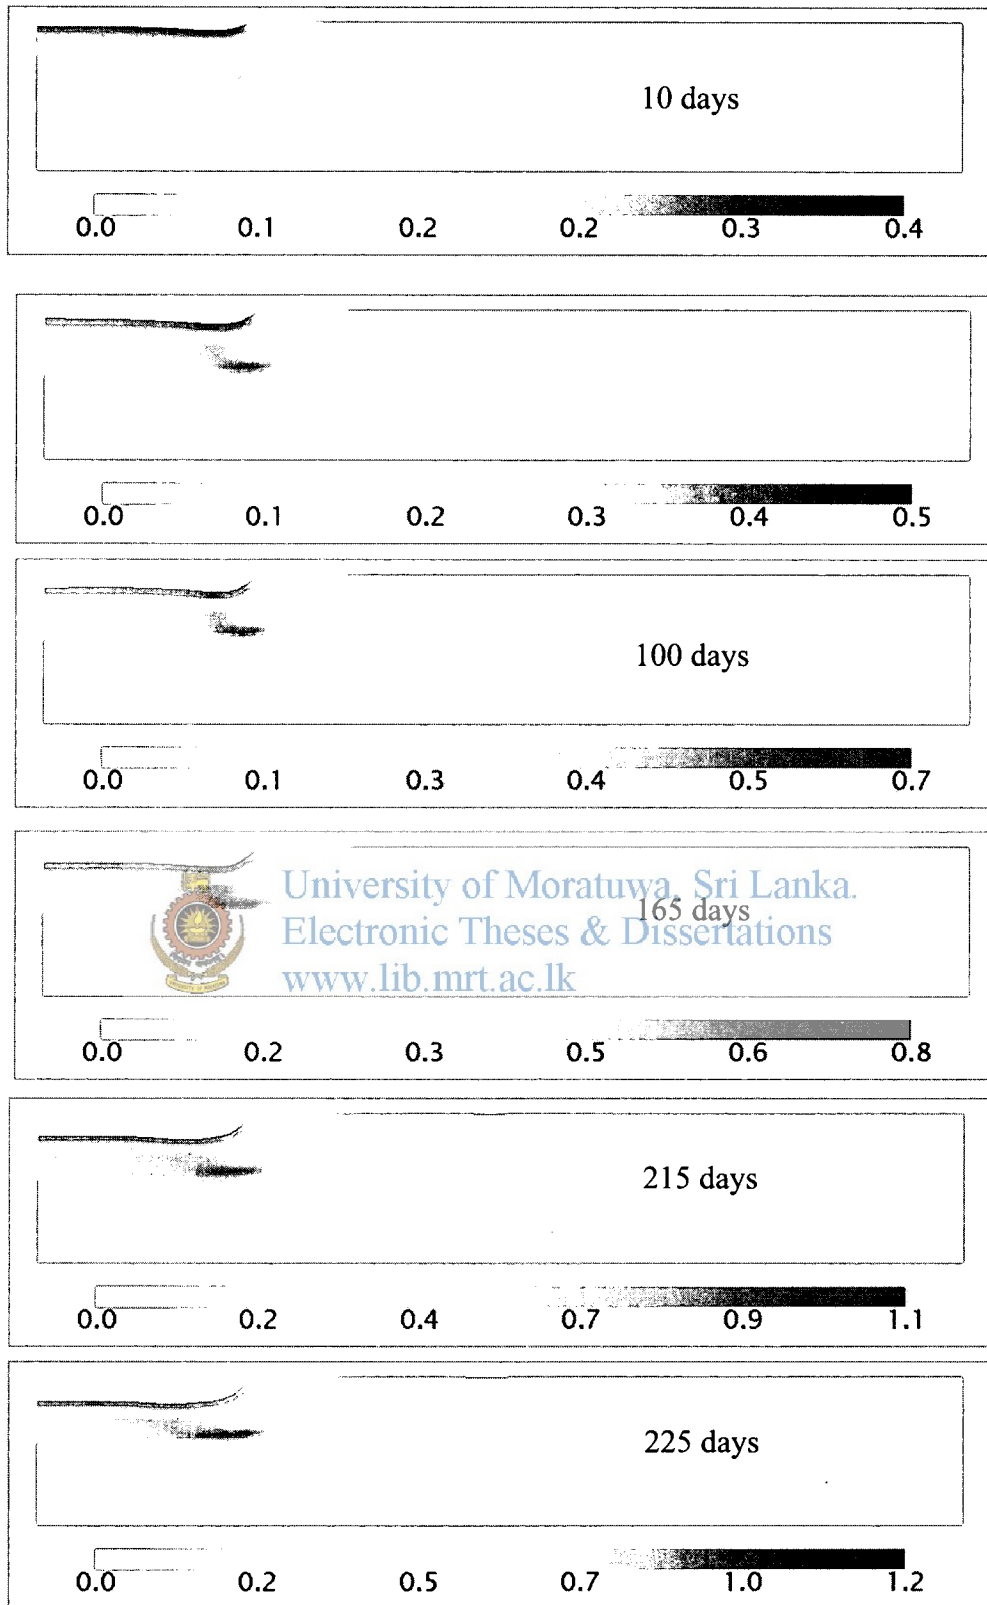 10 days
0.0 0.1 0.2 0.2 0.3 0.4
0.0 0.1 0.2 0.3 0.4 0.5
100 days
0.0 0.1 0.3 0.4 0.5 0.7
University of Moratuwa, Sri Lanka.
165 days
Electronic Theses & Dissertations
www.lib.mrt.ac.lk
0.0 0.2 0.3 0.5 0.6 0.8
215 days
0.0 0.2 0.4 0.7 0.9 1.1
225 days
0.0 0.2 0.5 0.7 1.0 1.2